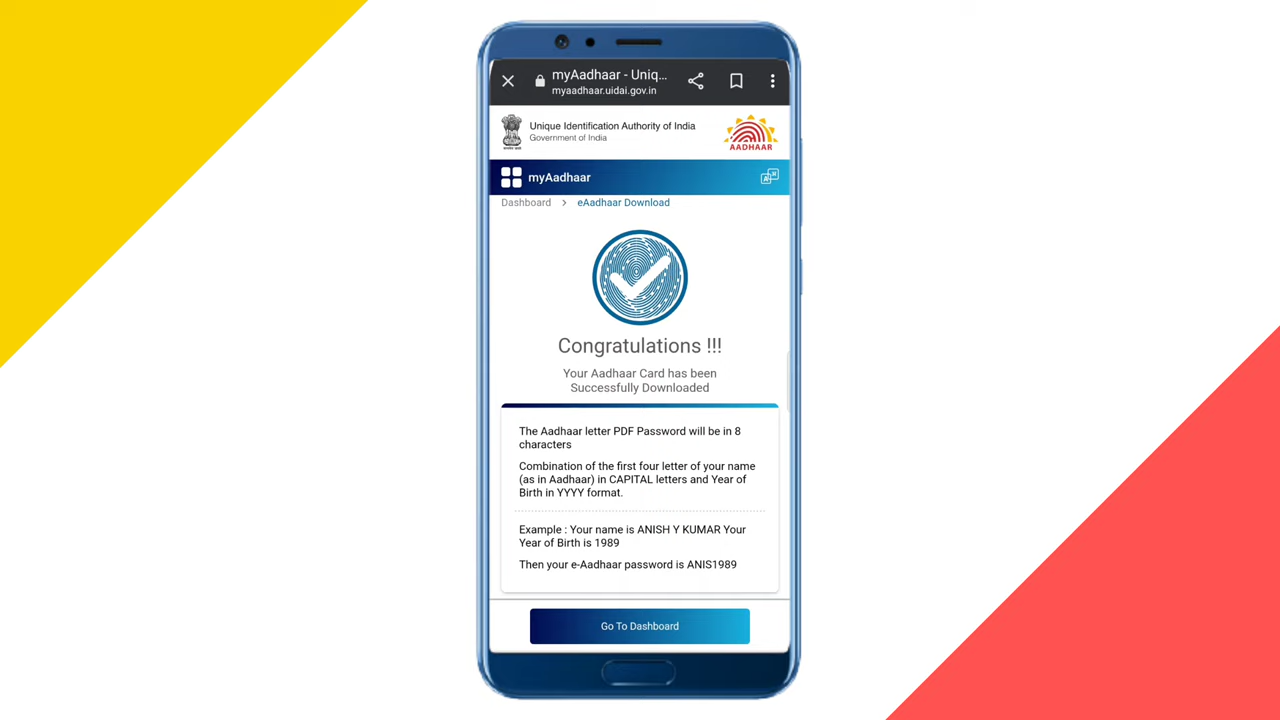 myAadhaar - Uniq...
myaadhaar.uidai.gov.in
Unique Identification Authority of India
Government of India
AADHAAR
myAadhaar
Dashboard > eAadhaar Download
Congratulations !!!
Your Aadhaar Card has been
Successfully Downloaded
The Aadhaar letter PDF Password will be in 8
characters
Combination of the first four letter of your name
(as in Aadhaar) in CAPITAL letters and Year of
Birth in YYYY format.
Example : Your name is ANISH Y KUMAR Your
Year of Birth is 1989
Then your e-Aadhaar password is ANIS1989
Go To Dashboard